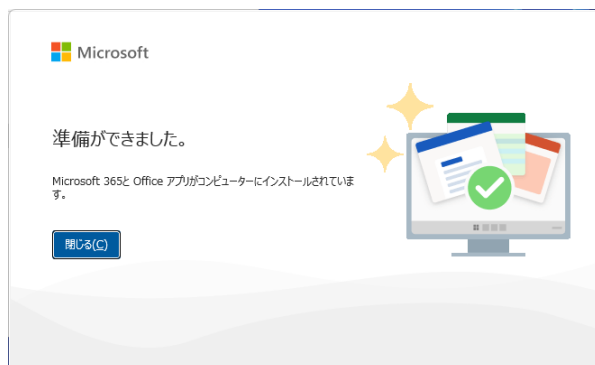 Microsoft
準備ができました。
Microsoft 365と Office アプリがコンピューターにインストールされていま
す。
閉じる(C)